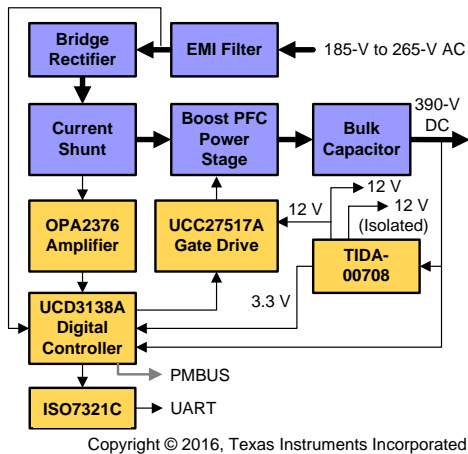 Bridge
Rectifier
EMI Filter
185-V to 265-V AC
Current
Shunt
Boost PFC
Power
Stage
Bulk
Capacitor
390-V
DC
OPA2376
Amplifier
UCC27517A
Gate Drive
12 V
12 V
12 V
(Isolated)
TIDA-
00708
3.3 V
UCD3138A
Digital
Controller
PMBUS
ISO7321C
UART
Copyright © 2016, Texas Instruments Incorporated